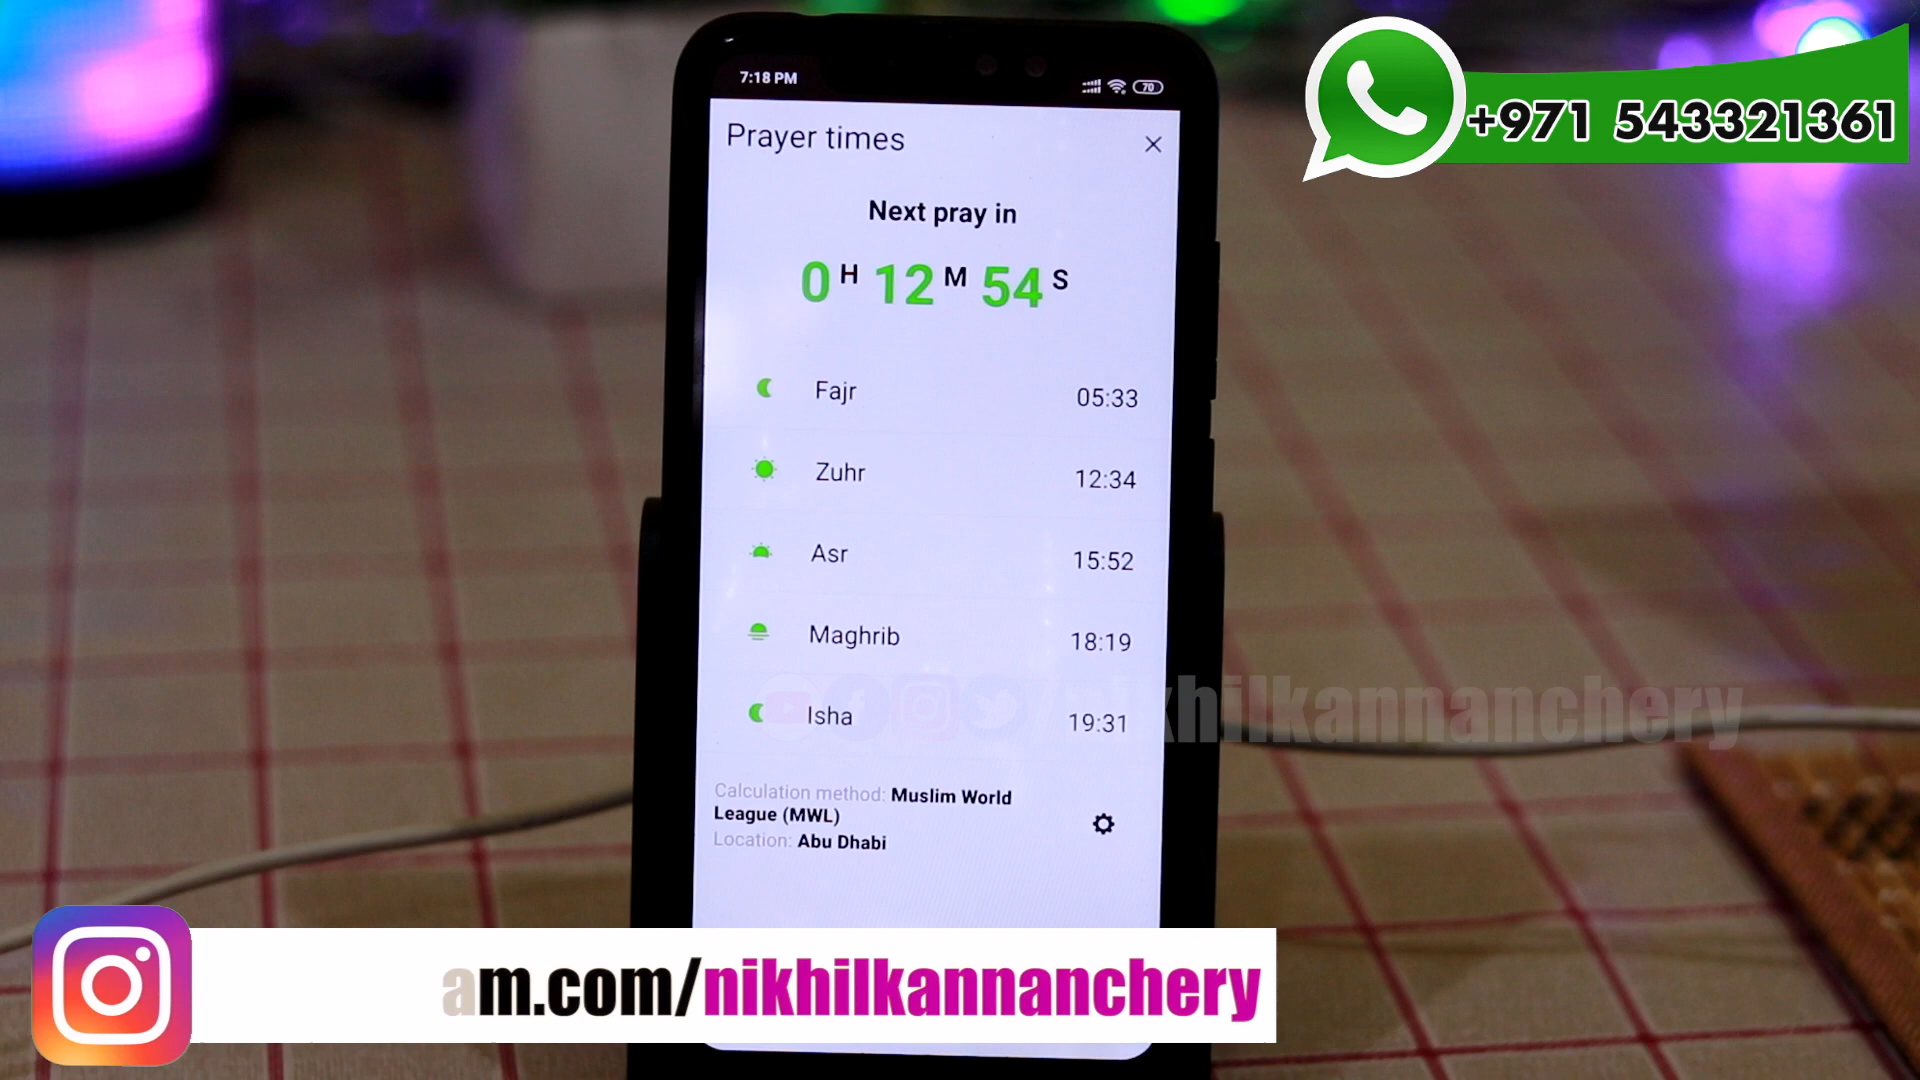 7:18 PM
70
+971 543321361
Prayer times
Next pray in
0 H 12 M 54 S
Fajr 05:33
Zuhr 12:34
Asr 15:52
Maghrib 18:19
Isha 19:31
nikhilkannanchery
Calculation method: Muslim World
League (MWL)
Location: Abu Dhabi
am.com/nikhilkannanchery